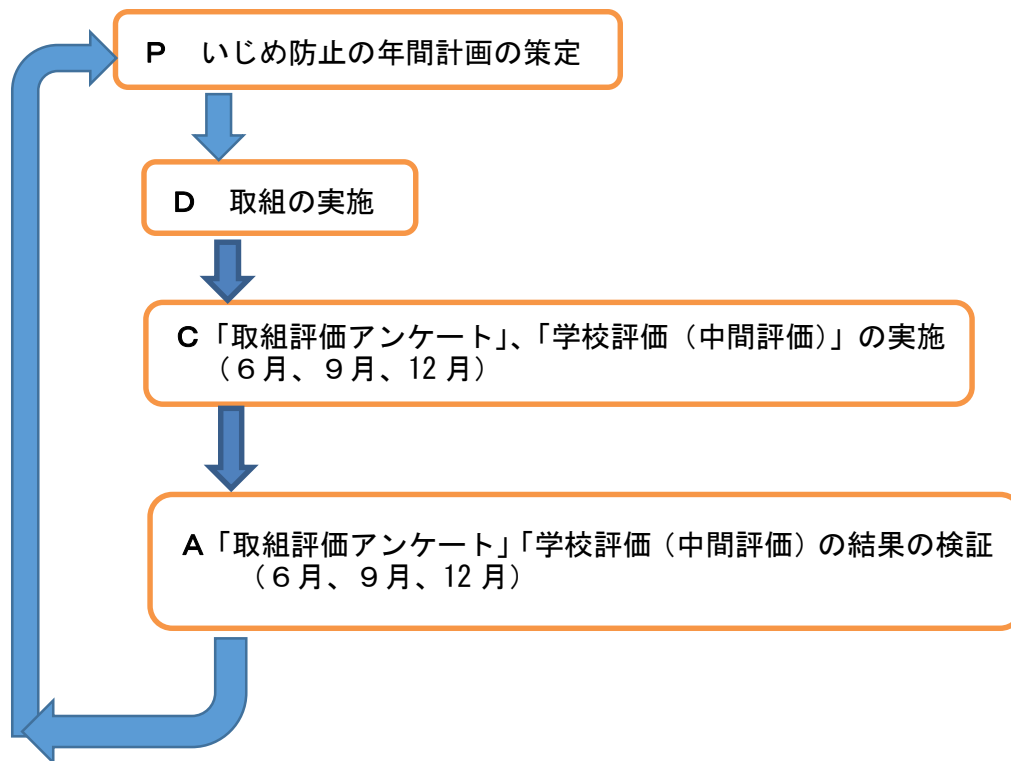 P　いじめ防止の年間計画の策定
D　取組の実施
C「取組評価アンケート」、「学校評価（中間評価）」の実施
（６月、９月、12 月）
A「取組評価アンケート」「学校評価（中間評価）の結果の検証
（６月、９月、12 月）